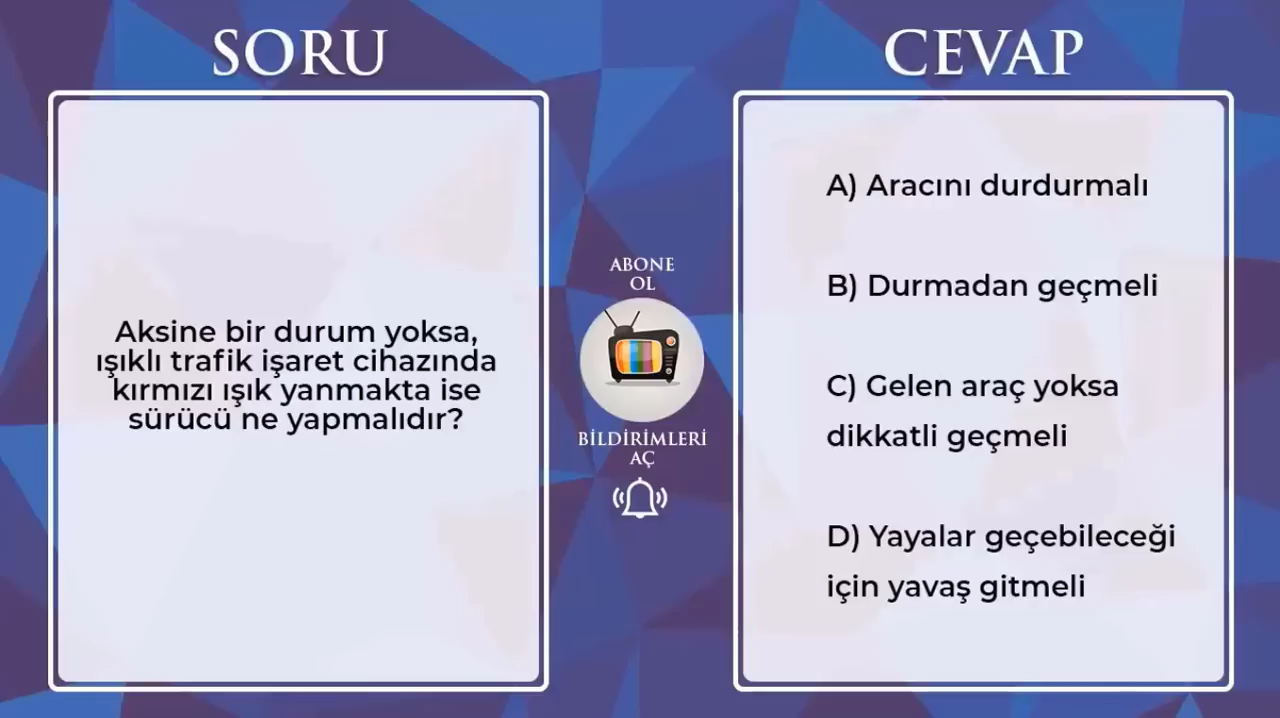 SORU
Aksine bir durum yoksa,
ışıklı trafik işaret cihazında
kırmızı ışık yanmakta ise
sürücü ne yapmalıdır?
ABONE
OL
BİLDİRİMLERİ
AÇ
CEVAP
A) Aracını durdurmalı
B) Durmadan geçmeli
C) Gelen araç yoksa
dikkatli geçmeli
D) Yayalar geçebileceği
için yavaş gitmeli